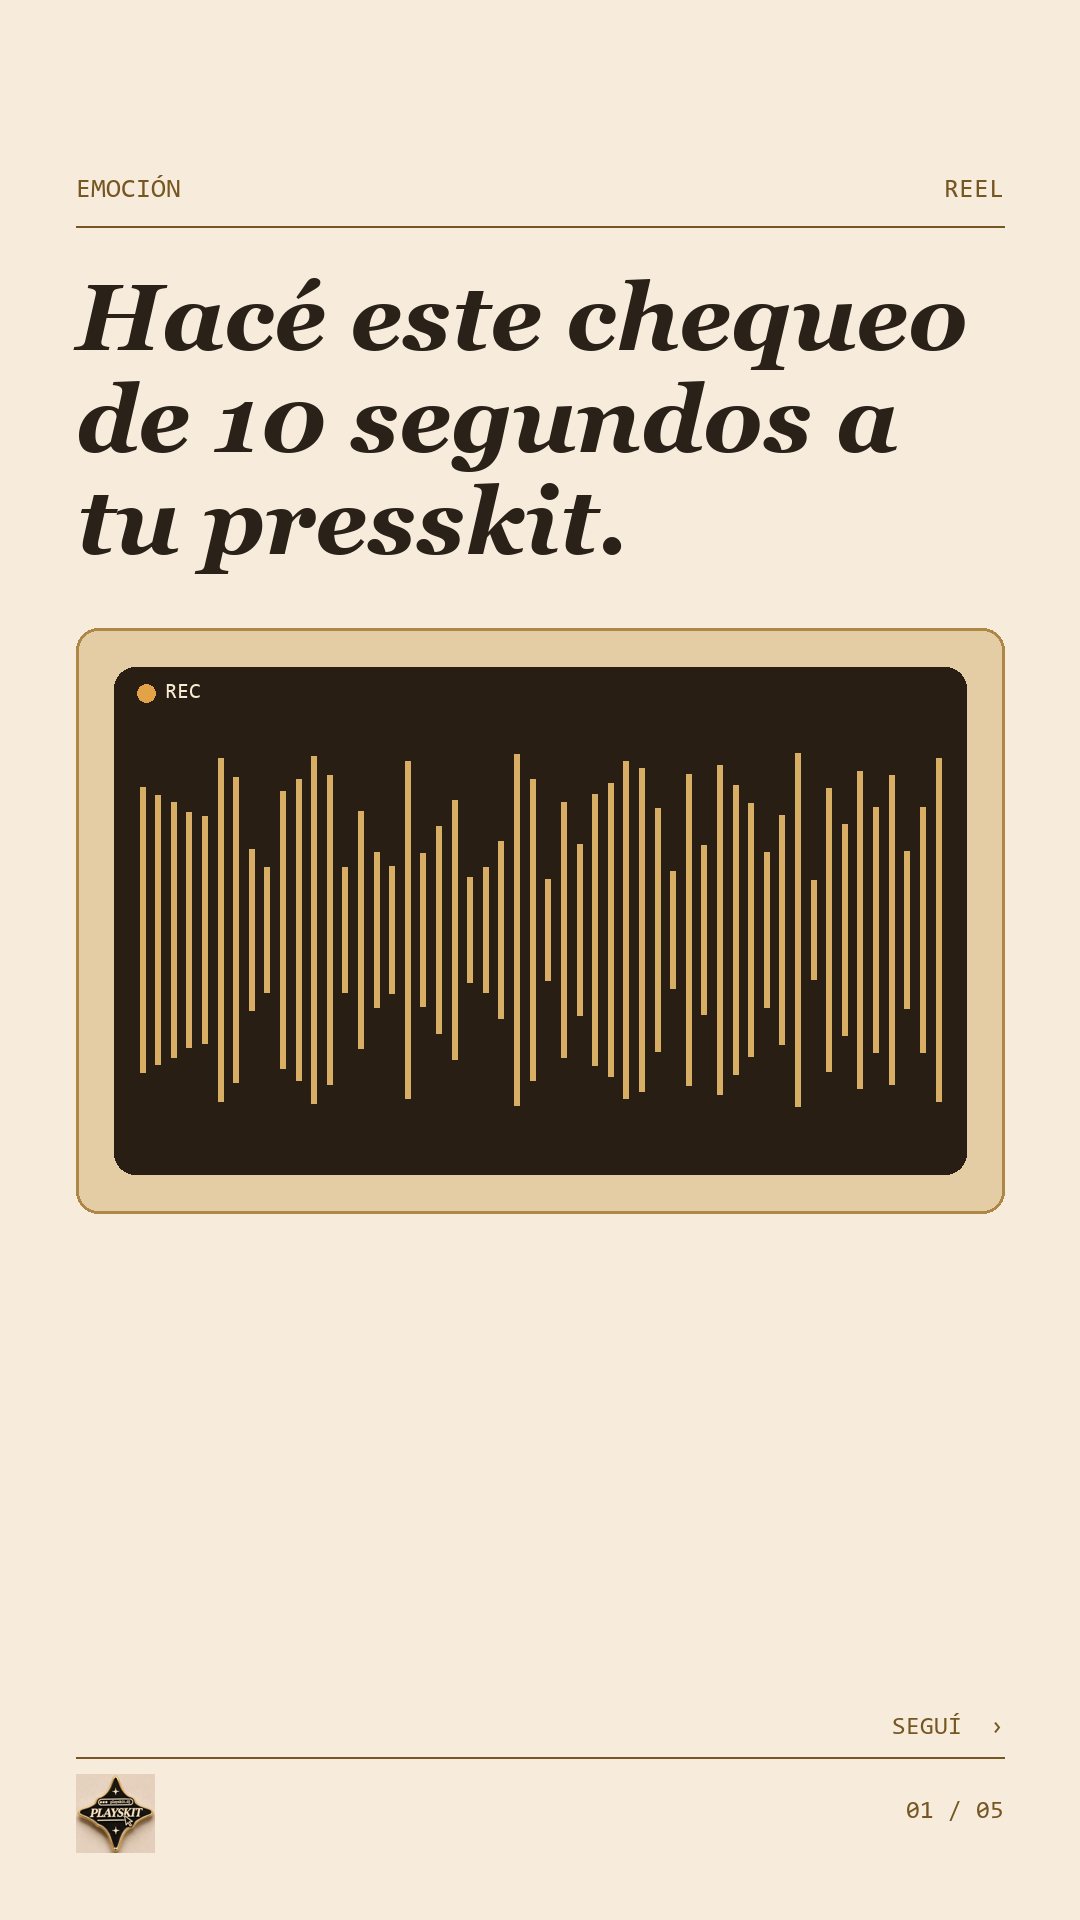 EMOCIÓN
REEL
Hacé este chequeo
de 10 segundos a
tu presskit.
REC
SEGUÍ ›
PLAYSKIT
01 / 05